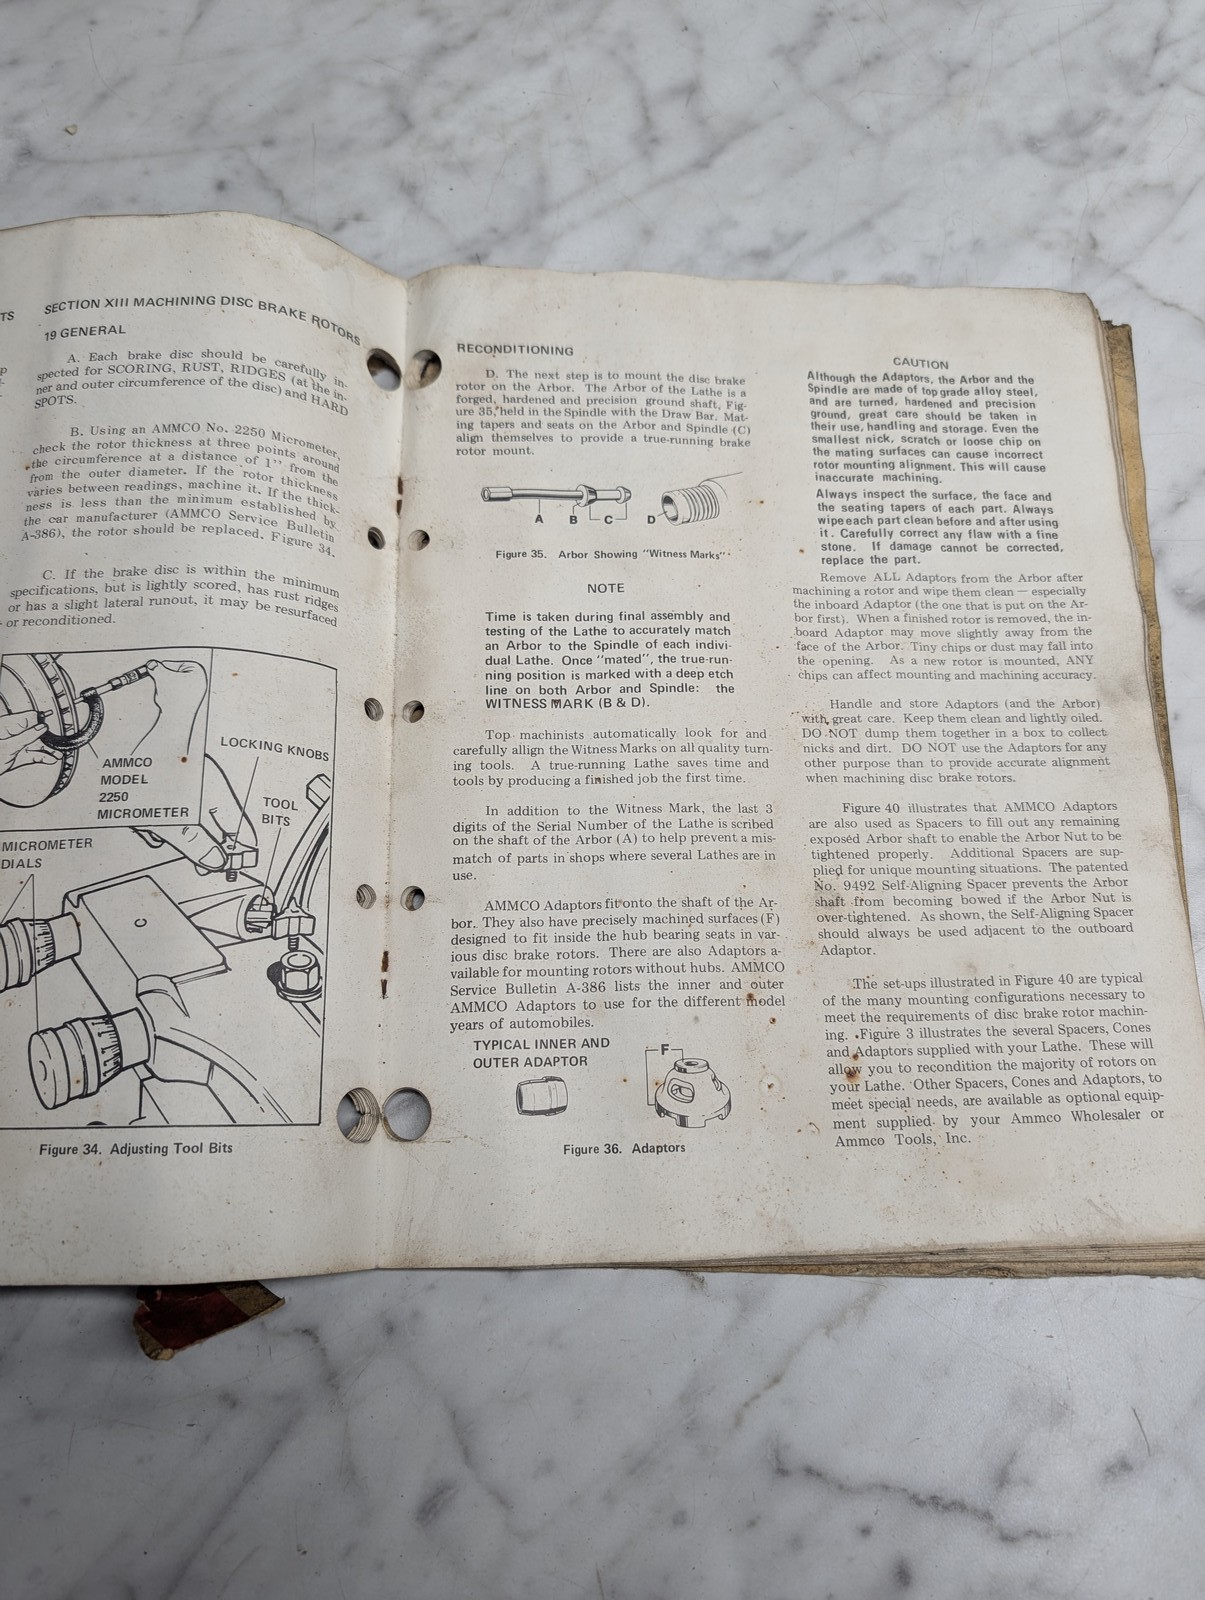 TS
SECTION XIII MACHINING DISC BRAKE ROTORS
19 GENERAL
A. Each brake disc should be carefully in-
spected for SCORING, RUST, RIDGES (at the in-
ner and outer circumference of the disc) and HARD
SPOTS.
B. Using an AMMCO No. 2250 Micrometer,
check the rotor thickness at three points around
the circumference at a distance of 1" from the
from the outer diameter. If the rotor thickness
varies between readings, machine it. If the thick-
ness is less than the minimum established by
the car manufacturer (AMMCO Service Bulletin
A-386), the rotor should be replaced. Figure 34.
C. If the brake disc is within the minimum
specifications, but is lightly scored, has rust ridges
or has a slight lateral runout, it may be resurfaced
or reconditioned.
AMMCO
MODEL
2250
MICROMETER
LOCKING KNOBS
TOOL
BITS
MICROMETER
DIALS
C
Figure 34. Adjusting Tool Bits
RECONDITIONING
D. The next step is to mount the disc brake
rotor on the Arbor. The Arbor of the Lathe is a
forged, hardened and precision ground shaft, Fig-
ure 35, held in the Spindle with the Draw Bar. Mat-
ing tapers and seats on the Arbor and Spindle (C)
align themselves to provide a true-running brake
rotor mount.
A B C D
Figure 35. Arbor Showing "Witness Marks"
NOTE
Time is taken during final assembly and
testing of the Lathe to accurately match
an Arbor to the Spindle of each indivi-
dual Lathe. Once "mated", the true-run-
ning position is marked with a deep etch
line on both Arbor and Spindle: the
WITNESS MARK (B & D).
Top machinists automatically look for and
carefully allign the Witness Marks on all quality turn-
ing tools. A true-running Lathe saves time and
tools by producing a finished job the first time.
In addition to the Witness Mark, the last 3
digits of the Serial Number of the Lathe is scribed
on the shaft of the Arbor (A) to help prevent a mis-
match of parts in shops where several Lathes are in
use.
AMMCO Adaptors fit onto the shaft of the Ar-
bor. They also have precisely machined surfaces (F)
designed to fit inside the hub bearing seats in var-
ious disc brake rotors. There are also Adaptors a-
vailable for mounting rotors without hubs. AMMCO
Service Bulletin A-386 lists the inner and outer
AMMCO Adaptors to use for the different model
years of automobiles.
TYPICAL INNER AND
OUTER ADAPTOR
F
Figure 36. Adaptors
CAUTION
Although the Adaptors, the Arbor and the
Spindle are made of top grade alloy steel,
and are turned, hardened and precision
ground, great care should be taken in
their use, handling and storage. Even the
smallest nick, scratch or loose chip on
the mating surfaces can cause incorrect
rotor mounting alignment. This will cause
inaccurate machining.
Always inspect the surface, the face and
the seating tapers of each part. Always
wipe each part clean before and after using
it. Carefully correct any flaw with a fine
stone. If damage cannot be corrected,
replace the part.
Remove ALL Adaptors from the Arbor after
machining a rotor and wipe them clean — especially
the inboard Adaptor (the one that is put on the Ar-
bor first). When a finished rotor is removed, the in-
board Adaptor may move slightly away from the
face of the Arbor. Tiny chips or dust may fall into
the opening. As a new rotor is mounted, ANY
chips can affect mounting and machining accuracy.
Handle and store Adaptors (and the Arbor)
with great care. Keep them clean and lightly oiled.
DO NOT dump them together in a box to collect
nicks and dirt. DO NOT use the Adaptors for any
other purpose than to provide accurate alignment
when machining disc brake rotors.
Figure 40 illustrates that AMMCO Adaptors
are also used as Spacers to fill out any remaining
exposed Arbor shaft to enable the Arbor Nut to be
tightened properly. Additional Spacers are sup-
plied for unique mounting situations. The patented
No. 9492 Self-Aligning Spacer prevents the Arbor
shaft from becoming bowed if the Arbor Nut is
over-tightened. As shown, the Self-Aligning Spacer
should always be used adjacent to the outboard
Adaptor.
The set-ups illustrated in Figure 40 are typical
of the many mounting configurations necessary to
meet the requirements of disc brake rotor machin-
ing. Figure 3 illustrates the several Spacers, Cones
and Adaptors supplied with your Lathe. These will
allow you to recondition the majority of rotors on
your Lathe. Other Spacers, Cones and Adaptors, to
meet special needs, are available as optional equip-
ment supplied by your Ammco Wholesaler or
Ammco Tools, Inc.